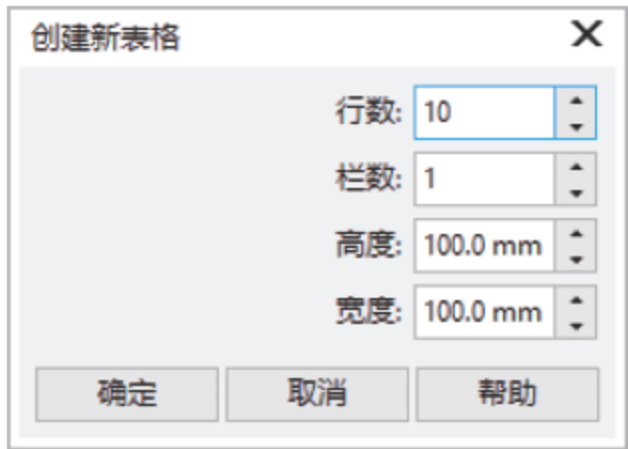 创建新表格
行数: 10
栏数: 1
高度: 100.0 mm
宽度: 100.0 mm
确定 取消 帮助